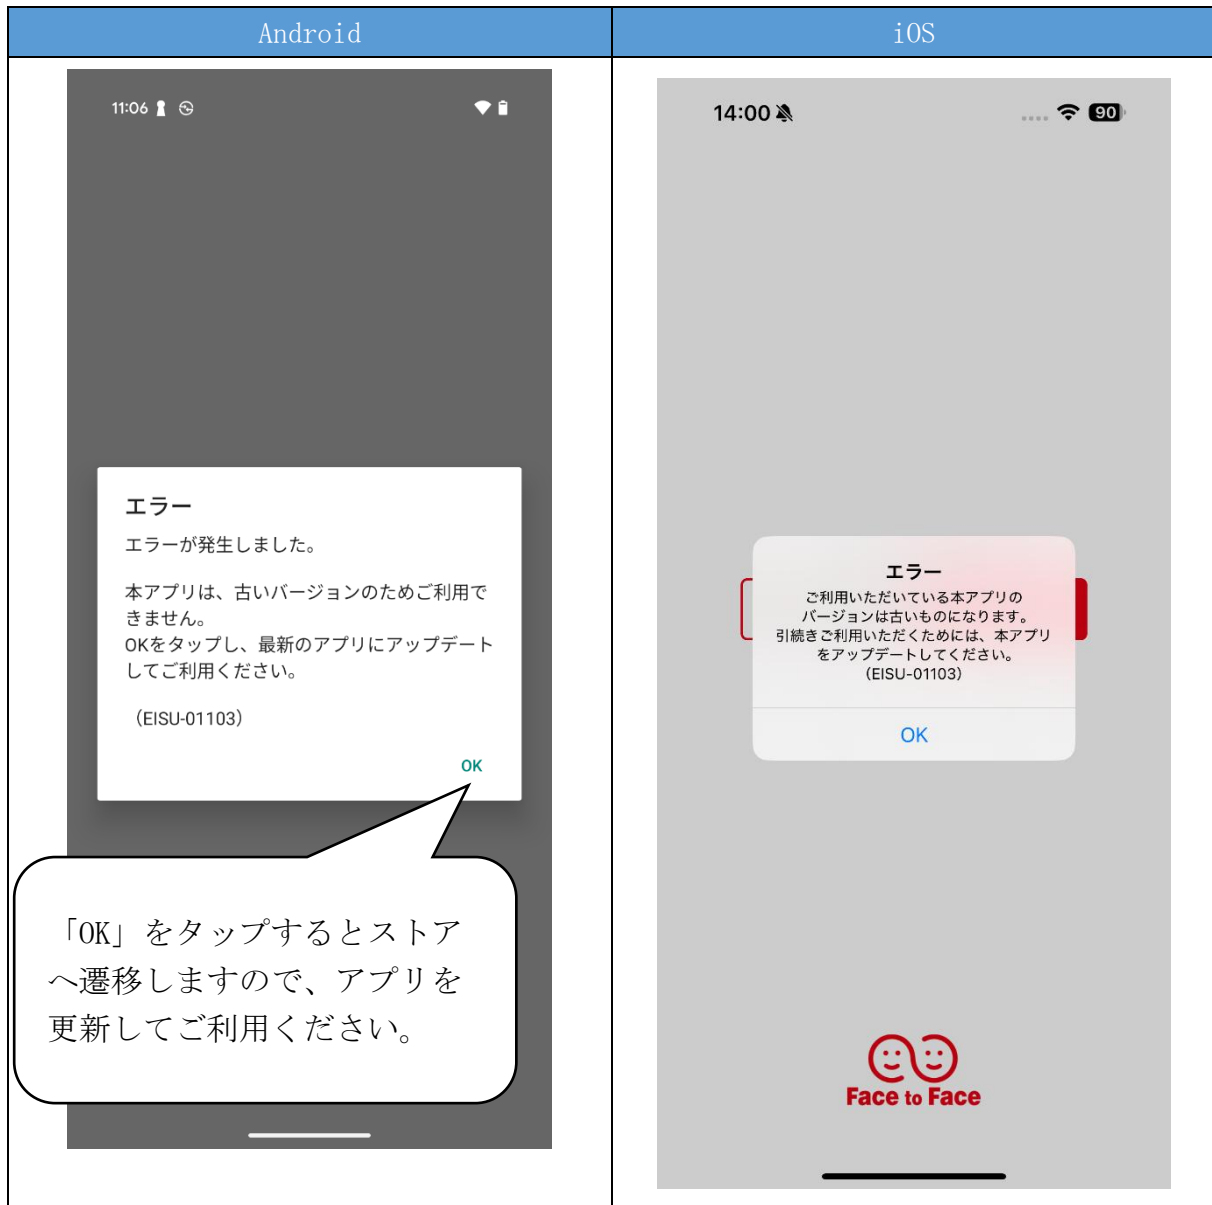 Android
iOS
11:06
エラー
エラーが発生しました。
本アプリは、古いバージョンのためご利用で
きません。
OKをタップし、最新のアプリにアップデート
してご利用ください。
（EISU-01103）
OK
「OK」をタップするとストア
へ遷移しますので、アプリを
更新してご利用ください。
14:00
90
エラー
ご利用いただいている本アプリの
バージョンは古いものになります。
引続きご利用いただくためには、本アプリ
をアップデートしてください。
（EISU-01103）
OK
Face to Face